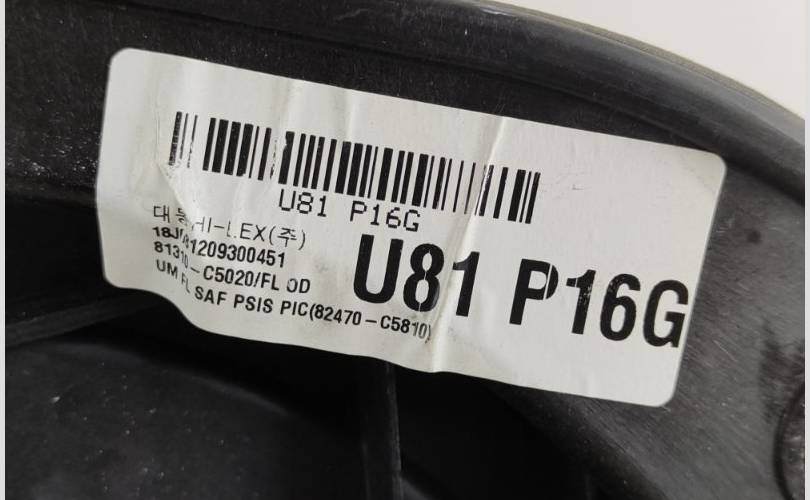 U81 P16G
대동HI-LEX(주)
U81 P16G
81310-C5020/FL OD
UM FL SAF PSIS PIC(82470-C5810)